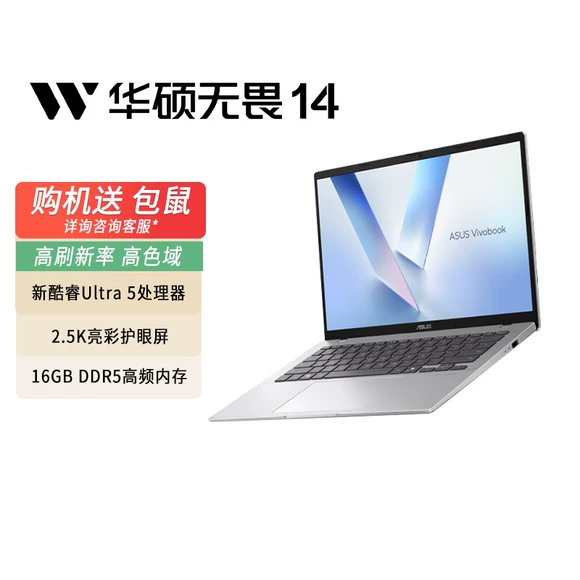 华硕无畏14
购机送 包鼠
详询咨询客服*
高刷新率 高色域
新酷睿Ultra 5处理器
2.5K亮彩护眼屏
16GB DDR5高频内存
ASUS Vivobook
ASUS